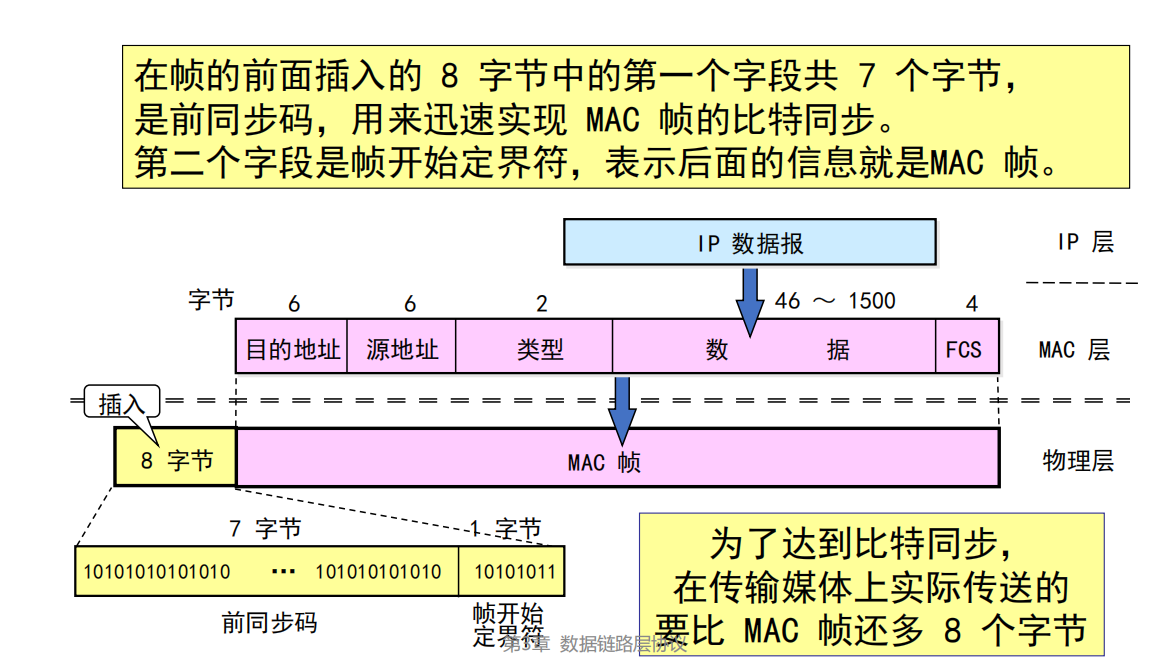 在帧的前面插入的 8 字节中的第一个字段共 7 个字节，
是前同步码，用来迅速实现 MAC 帧的比特同步。
第二个字段是帧开始定界符，表示后面的信息就是MAC 帧。
IP 数据报
IP 层
字节
6
6
2
46 ～ 1500
4
目的地址
源地址
类型
数 据
FCS
MAC 层
插入
8 字节
MAC 帧
物理层
7 字节
1 字节
10101010101010 ··· 101010101010
10101011
前同步码
帧开始
定界符
为了达到比特同步，
在传输媒体上实际传送的
要比 MAC 帧还多 8 个字节
第3章 数据链路层协议